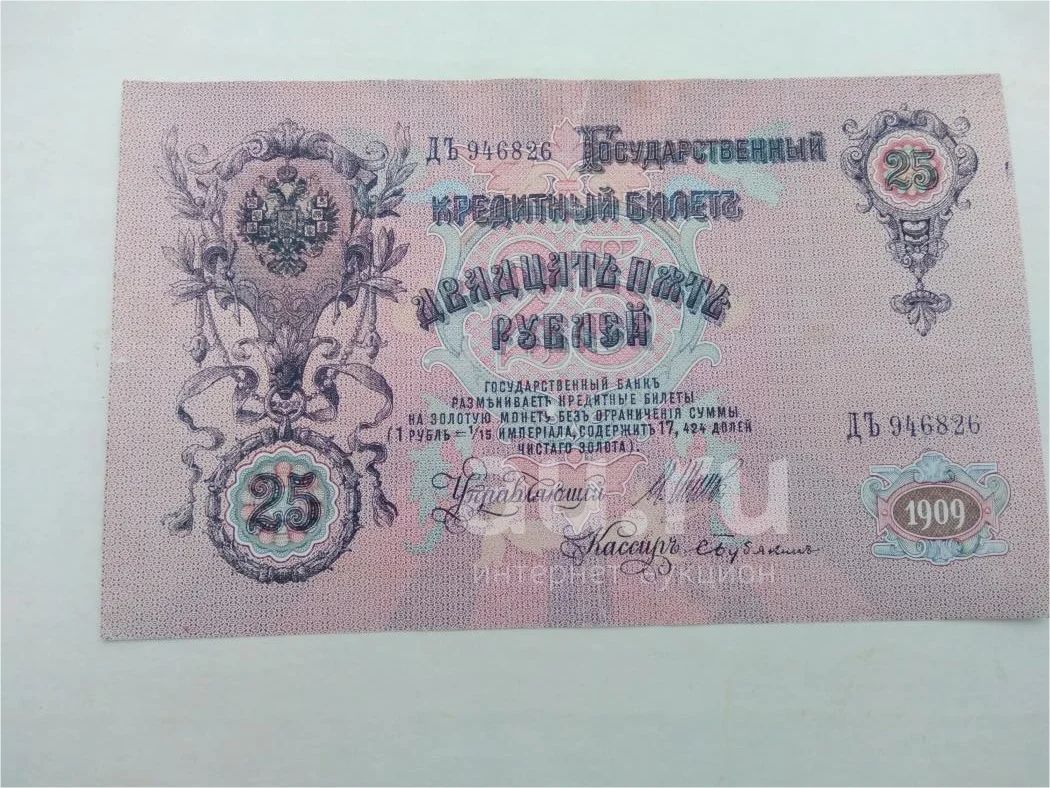 ДЪ 946826
ГОСУДАРСТВЕННЫЙ
КРЕДИТНЫЙ БИЛЕТЪ
ДВАДЦАТЬ ПЯТЬ
РУБЛЕЙ
25
25
ГОСУДАРСТВЕННЫЙ БАНКЪ
РАЗМѢНИВАЕТЪ КРЕДИТНЫЕ БИЛЕТЫ
НА ЗОЛОТУЮ МОНЕТУ БЕЗЪ ОГРАНИЧЕНІЯ СУММЫ
(1 РУБЛЬ = 1/15 ИМПЕРІАЛА, СОДЕРЖИТЪ 17,424 ДОЛЕЙ
ЧИСТАГО ЗОЛОТА).
ДЪ 946826
25
25
Управляющій
1909
Кассиръ
интернет аукцион